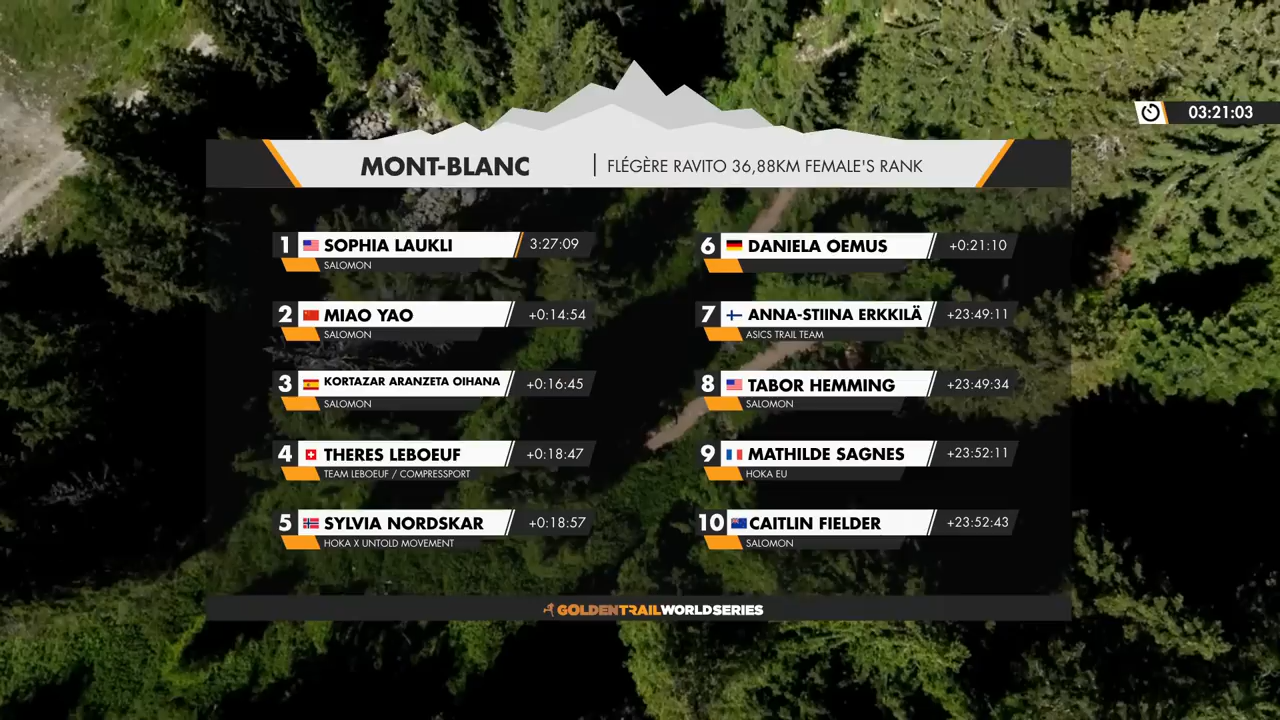 03:21:03
MONT-BLANC | FLÉGÈRE RAVITO 36,88KM FEMALE'S RANK
1 SOPHIA LAUKLI 3:27:09
SALOMON
2 MIAO YAO +0:14:54
SALOMON
3 KORTAZAR ARANZETA OIHANA +0:16:45
SALOMON
4 THERES LEBOEUF +0:18:47
TEAM LEBOEUF / COMPRESSPORT
5 SYLVIA NORDSKAR +0:18:57
HOKA X UNTOLD MOVEMENT
6 DANIELA OEMUS +0:21:10
7 ANNA-STIINA ERKKILÄ +23:49:11
ASICS TRAIL TEAM
8 TABOR HEMMING +23:49:34
SALOMON
9 MATHILDE SAGNES +23:52:11
HOKA EU
10 CAITLIN FIELDER +23:52:43
SALOMON
GOLDENTRAILWORLDSERIES